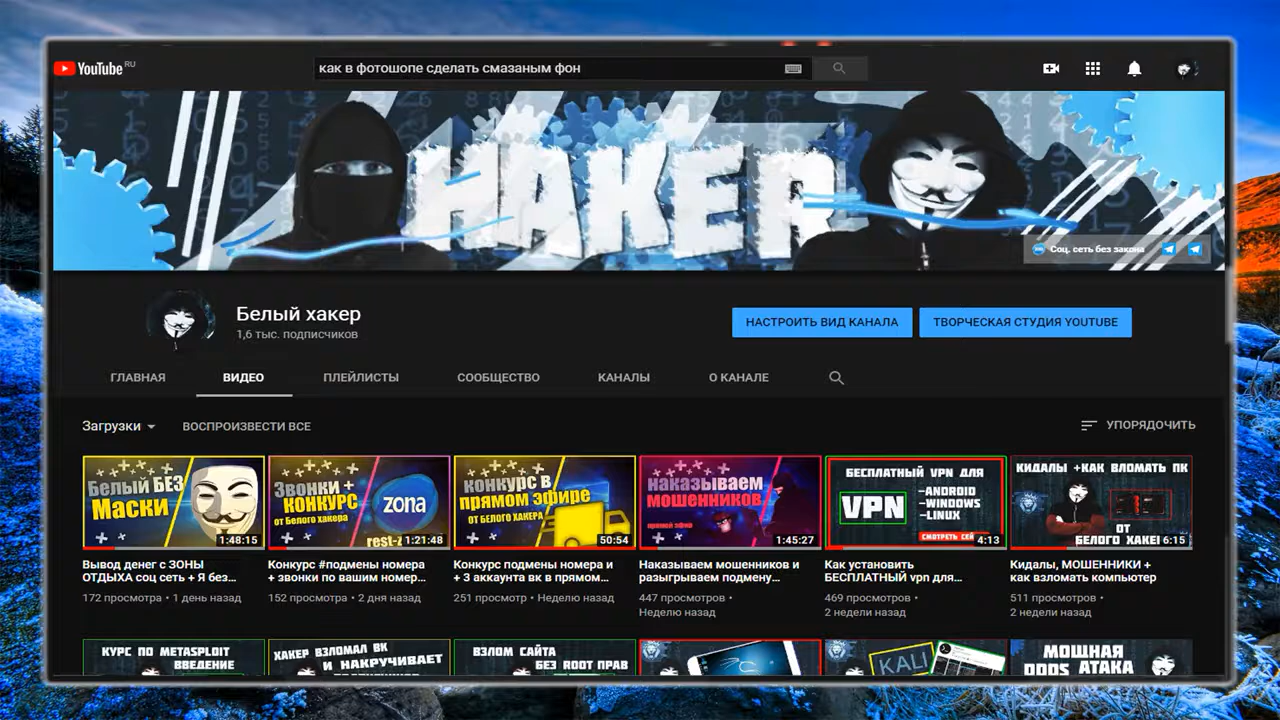 YouTube RU
как в фотошопе сделать смазаным фон
HAKER
Соц. сеть без закона
Белый хакер
1,6 тыс. подписчиков
НАСТРОИТЬ ВИД КАНАЛА
ТВОРЧЕСКАЯ СТУДИЯ YOUTUBE
ГЛАВНАЯ
ВИДЕО
ПЛЕЙЛИСТЫ
СООБЩЕСТВО
КАНАЛЫ
О КАНАЛЕ
Загрузки
ВОСПРОИЗВЕСТИ ВСЕ
УПОРЯДОЧИТЬ
Белый БЕЗ
Маски
1:48:15
Вывод денег с ЗОНЫ
ОТДЫХА соц сеть + Я без...
172 просмотра • 1 день назад
Звонки +
КОНКУРС
от Белого хакера
zona
rest-z
1:21:48
Конкурс #подмены номера
+ звонки по вашим номер...
152 просмотра • 2 дня назад
конкурс в
прямом эфире
ОТ БЕЛОГО ХАКЕРА
50:54
Конкурс подмены номера и
+ 3 аккаунта вк в прямом...
251 просмотр • Неделю назад
наказываем
мошенников
прямой эфир
1:45:27
Наказываем мошенников и
разыгрываем подмену...
447 просмотров •
Неделю назад
БЕСПЛАТНЫЙ VPN ДЛЯ
VPN
-ANDROID
-WINDOWS
-LINUX
СМОТРЕТЬ СЕЙ
4:13
Как установить
БЕСПЛАТНЫЙ vpn для...
469 просмотров •
2 недели назад
КИДАЛЫ +КАК ВЛОМАТЬ ПК
ОТ
БЕЛОГО ХАКЕ
6:15
Кидалы, МОШЕННИКИ +
как взломать компьютер
511 просмотров •
2 недели назад
КУРС ПО METASPLOIT
ВВЕДЕНИЕ
ХАКЕР ВЗЛОМАЛ ВК
И НАКРУЧИВАЕТ
ВЗЛОМ САЙТА
БЕЗ ROOT ПРАВ
KALI
МОЩНАЯ
DDOS АТАКА